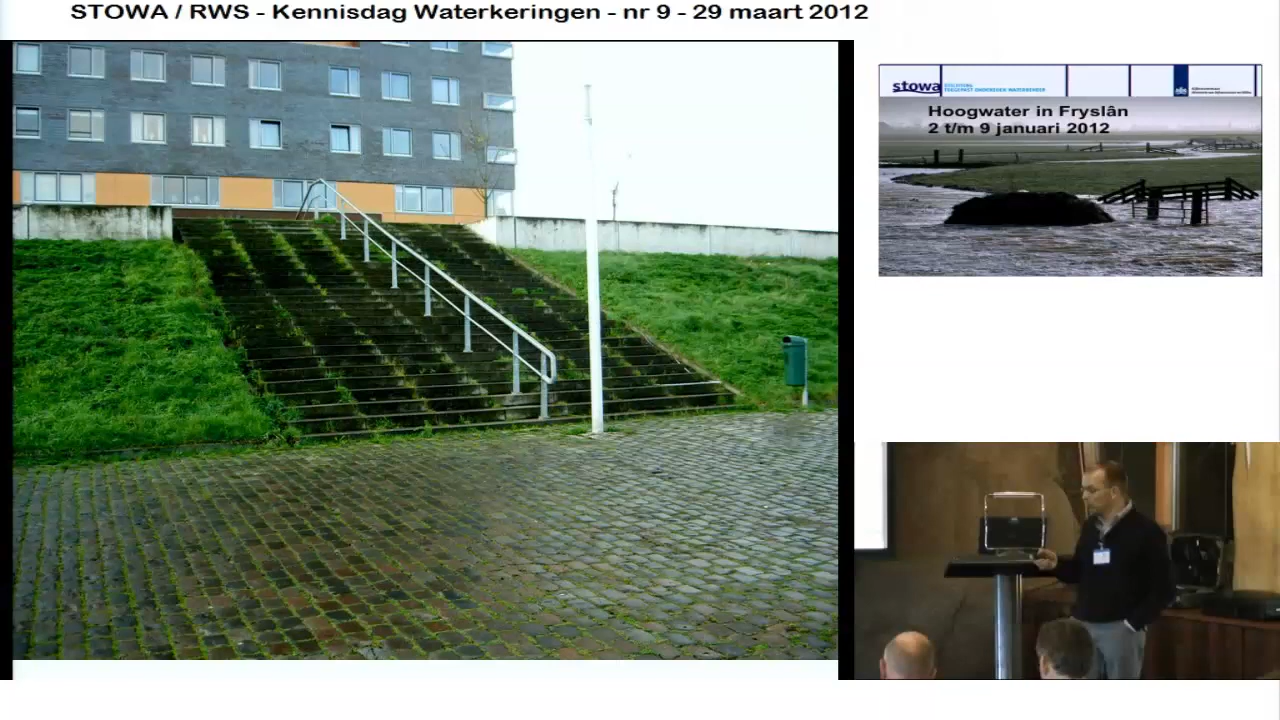 STOWA / RWS - Kennisdag Waterkeringen - nr 9 - 29 maart 2012
stowa
Hoogwater in Fryslân
2 t/m 9 januari 2012